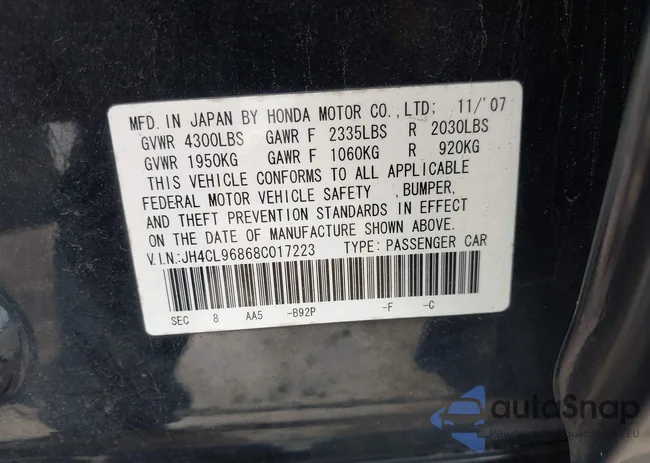 MFD. IN JAPAN BY HONDA MOTOR CO.,LTD; 11/'07
GVWR 4300LBS GAWR F 2335LBS R 2030LBS
GVWR 1950KG GAWR F 1060KG R 920KG
THIS VEHICLE CONFORMS TO ALL APPLICABLE
FEDERAL MOTOR VEHICLE SAFETY ,BUMPER,
AND THEFT PREVENTION STANDARDS IN EFFECT
ON THE DATE OF MANUFACTURE SHOWN ABOVE.
V.I.N:JH4CL96868C017223 TYPE: PASSENGER CAR
SEC 8 AA5 -B92P -F -C
autoSnap